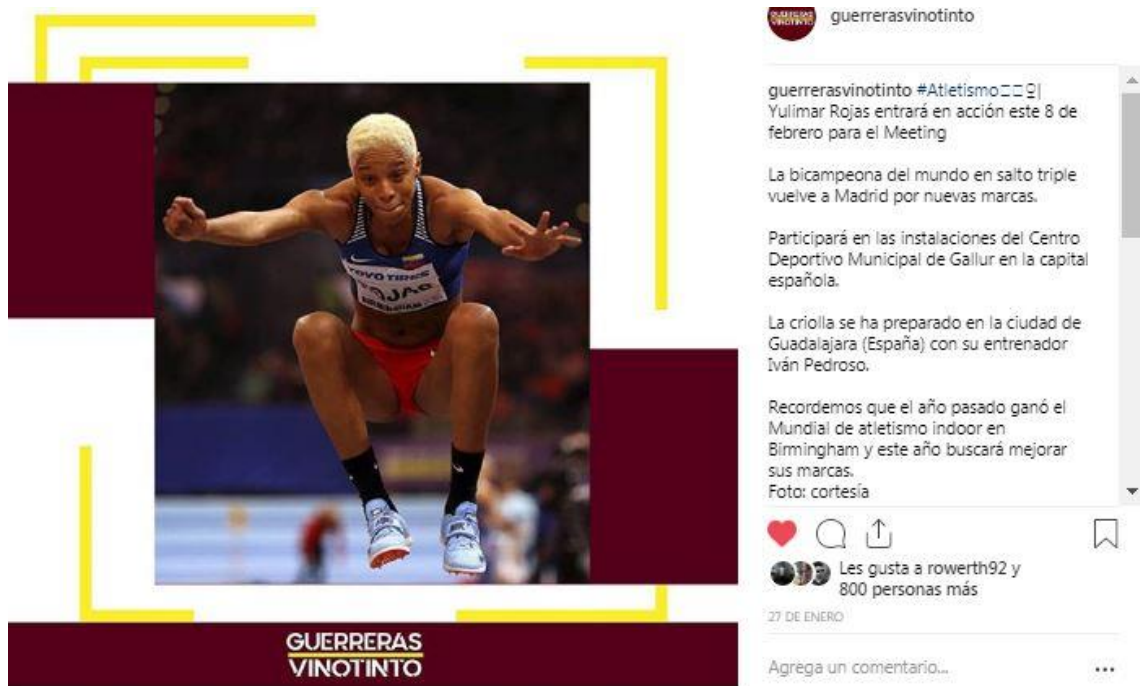 guerrerasvinotinto
guerrerasvinotinto #Atletismo
Yulimar Rojas entrará en acción este 8 de
febrero para el Meeting
La bicampeona del mundo en salto triple
vuelve a Madrid por nuevas marcas.
Participará en las instalaciones del Centro
Deportivo Municipal de Gallur en la capital
española.
La criolla se ha preparado en la ciudad de
Guadalajara (España) con su entrenador
Iván Pedroso.
Recordemos que el año pasado ganó el
Mundial de atletismo indoor en
Birmingham y este año buscará mejorar
sus marcas.
Foto: cortesía
Les gusta a rowerth92 y
800 personas más
27 DE ENERO
Agrega un comentario...
TOYO TIRES
GUERRERAS
VINOTINTO